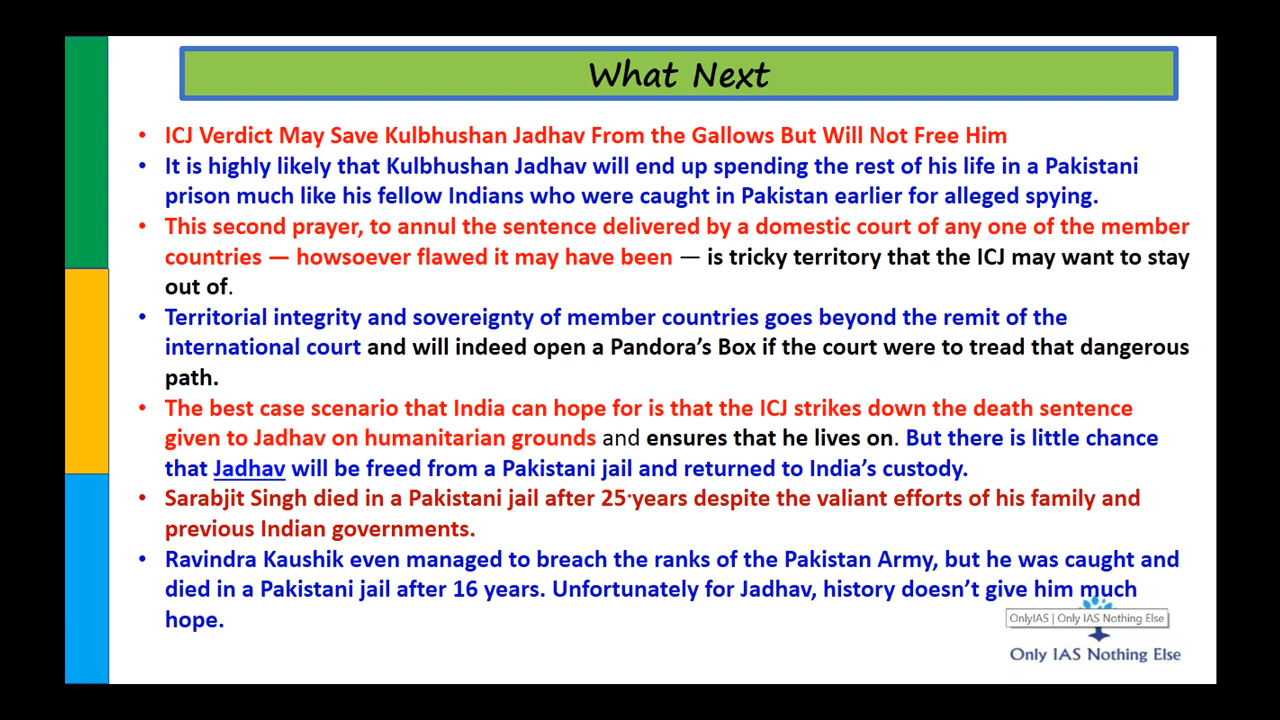 What Next
• ICJ Verdict May Save Kulbhushan Jadhav From the Gallows But Will Not Free Him
• It is highly likely that Kulbhushan Jadhav will end up spending the rest of his life in a Pakistani
prison much like his fellow Indians who were caught in Pakistan earlier for alleged spying.
• This second prayer, to annul the sentence delivered by a domestic court of any one of the member
countries — howsoever flawed it may have been — is tricky territory that the ICJ may want to stay
out of.
• Territorial integrity and sovereignty of member countries goes beyond the remit of the
international court and will indeed open a Pandora’s Box if the court were to tread that dangerous
path.
• The best case scenario that India can hope for is that the ICJ strikes down the death sentence
given to Jadhav on humanitarian grounds and ensures that he lives on. But there is little chance
that Jadhav will be freed from a Pakistani jail and returned to India’s custody.
• Sarabjit Singh died in a Pakistani jail after 25 years despite the valiant efforts of his family and
previous Indian governments.
• Ravindra Kaushik even managed to breach the ranks of the Pakistan Army, but he was caught and
died in a Pakistani jail after 16 years. Unfortunately for Jadhav, history doesn’t give him much
hope.
OnlyIAS | Only IAS Nothing Else
Only IAS Nothing Else